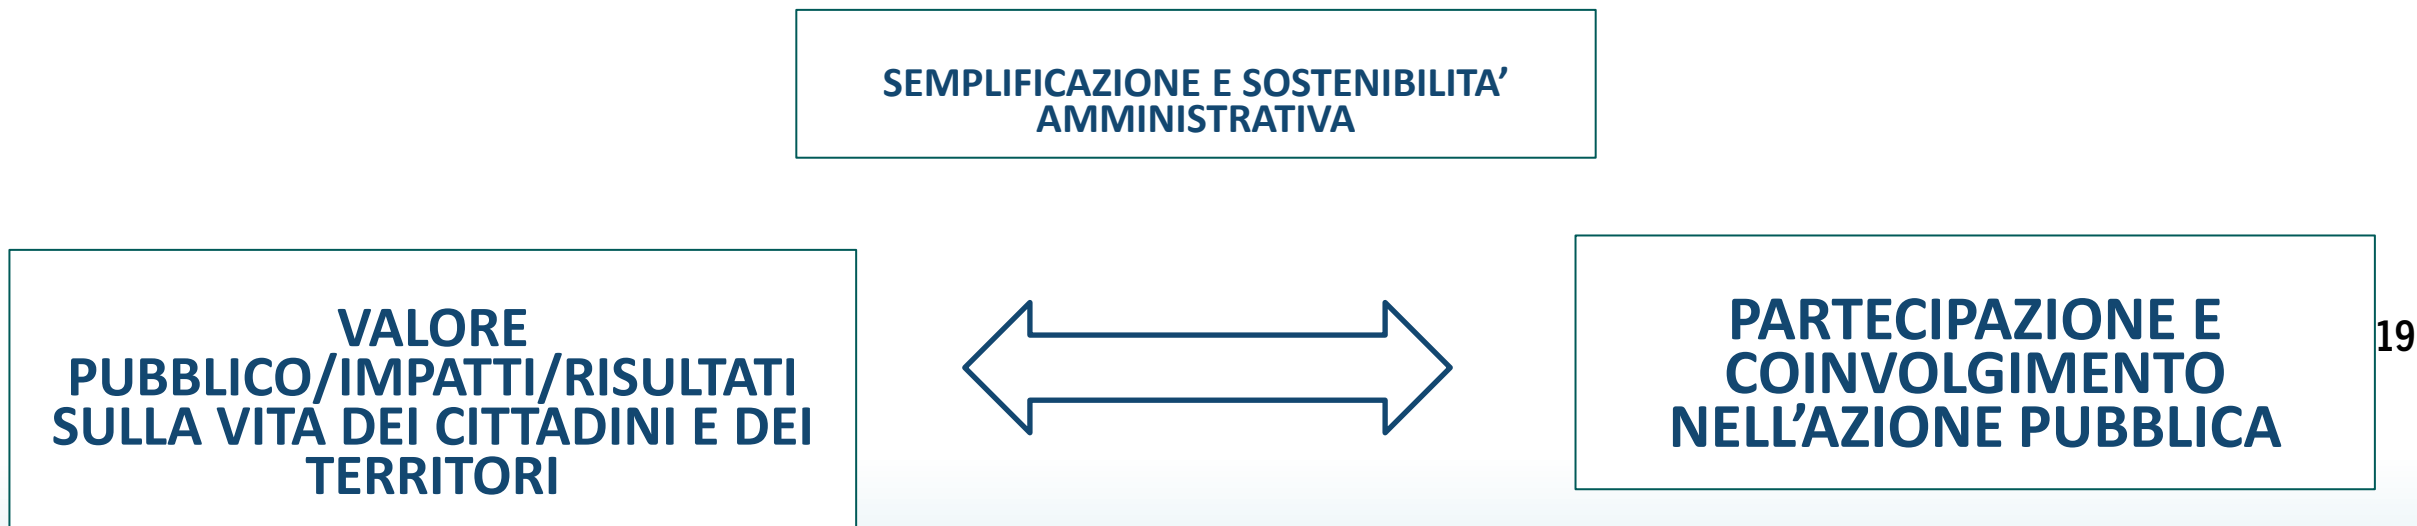 SEMPLIFICAZIONE E SOSTENIBILITA’
AMMINISTRATIVA
VALORE
PUBBLICO/IMPATTI/RISULTATI
SULLA VITA DEI CITTADINI E DEI
TERRITORI
PARTECIPAZIONE E
COINVOLGIMENTO
NELL’AZIONE PUBBLICA
19